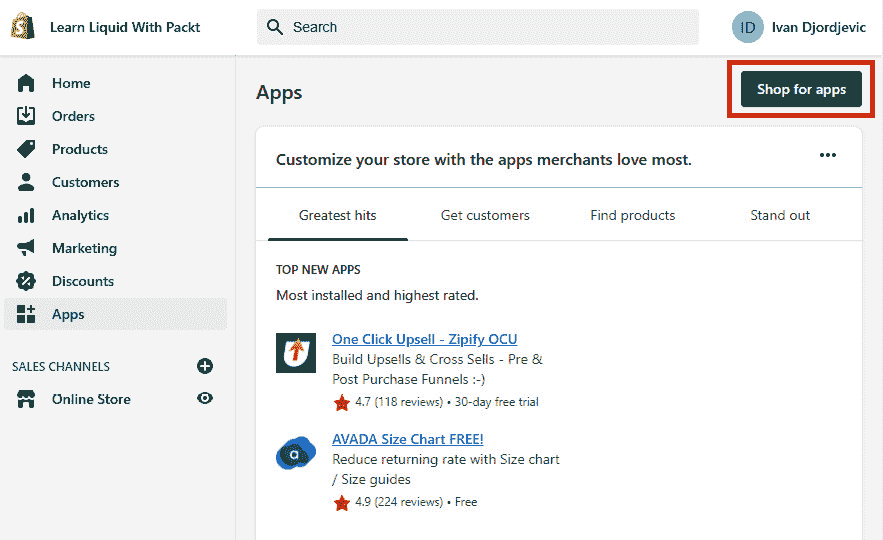 Learn Liquid With Packt
Search
ID
Ivan Djordjevic
Home
Orders
Products
Customers
Analytics
Marketing
Discounts
Apps
SALES CHANNELS
Online Store
Apps
Shop for apps
Customize your store with the apps merchants love most.
Greatest hits
Get customers
Find products
Stand out
TOP NEW APPS
Most installed and highest rated.
One Click Upsell - Zipify OCU
Build Upsells & Cross Sells - Pre &
Post Purchase Funnels :-)
4.7 (118 reviews) • 30-day free trial
AVADA Size Chart FREE!
Reduce returning rate with Size chart
/ Size guides
4.9 (224 reviews) • Free